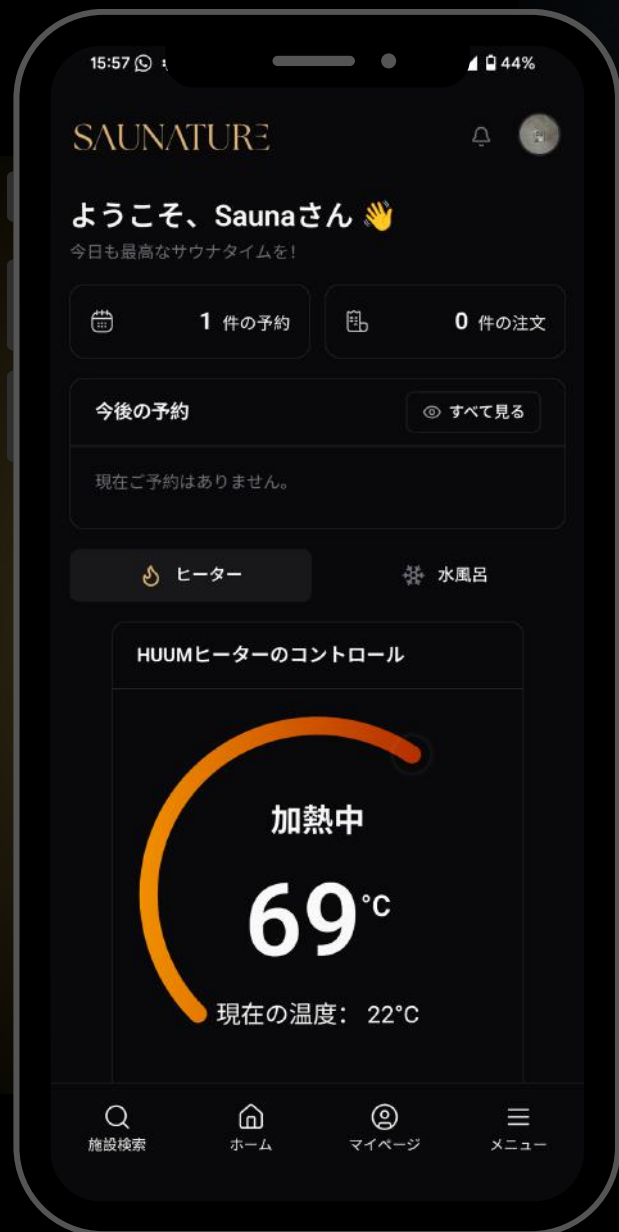 15:57
44%
SAUNATURE
ようこそ、Saunaさん 👋
今日も最高なサウナタイムを!
1 件の予約
0 件の注文
今後の予約
すべて見る
現在ご予約はありません。
ヒーター
水風呂
HUUMヒーターのコントロール
加熱中
69°C
現在の温度： 22°C
施設検索
ホーム
マイページ
メニュー